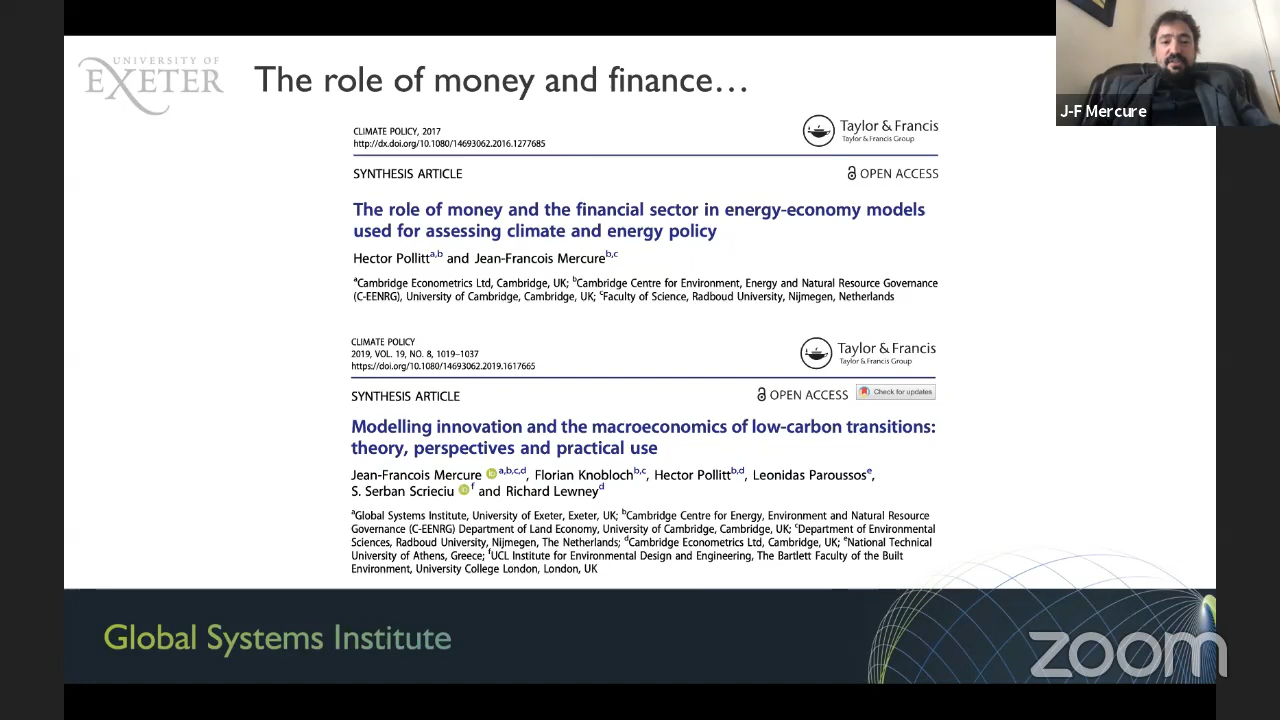 UNIVERSITY OF
EXETER
The role of money and finance…
J-F Mercure
CLIMATE POLICY, 2017
http://dx.doi.org/10.1080/14693062.2016.1277685
Taylor & Francis
Taylor & Francis Group
SYNTHESIS ARTICLE
OPEN ACCESS
The role of money and the financial sector in energy-economy models
used for assessing climate and energy policy
Hector Pollitt a,b and Jean-Francois Mercure b,c
aCambridge Econometrics Ltd, Cambridge, UK; bCambridge Centre for Environment, Energy and Natural Resource Governance
(C-EENRG), University of Cambridge, Cambridge, UK; cFaculty of Science, Radboud University, Nijmegen, Netherlands
CLIMATE POLICY
2019, VOL. 19, NO. 8, 1019–1037
https://doi.org/10.1080/14693062.2019.1617665
Taylor & Francis
Taylor & Francis Group
SYNTHESIS ARTICLE
OPEN ACCESS
Check for updates
Modelling innovation and the macroeconomics of low-carbon transitions:
theory, perspectives and practical use
Jean-Francois Mercure iD a,b,c,d, Florian Knobloch b,c, Hector Pollitt b,d, Leonidas Paroussos e,
S. Serban Scrieciu iD f and Richard Lewney d
aGlobal Systems Institute, University of Exeter, Exeter, UK; bCambridge Centre for Energy, Environment and Natural Resource
Governance (C-EENRG) Department of Land Economy, University of Cambridge, Cambridge, UK; cDepartment of Environmental
Sciences, Radboud University, Nijmegen, The Netherlands; dCambridge Econometrics Ltd, Cambridge, UK; eNational Technical
University of Athens, Greece; fUCL Institute for Environmental Design and Engineering, The Bartlett Faculty of the Built
Environment, University College London, London, UK
Global Systems Institute
zoom